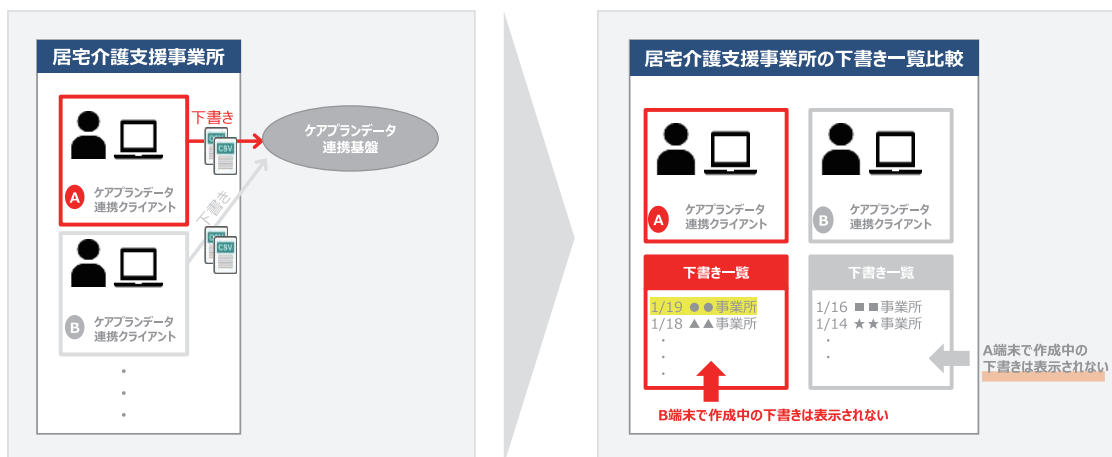 居宅介護支援事業所
下書き
CSV
CSV
ケアプランデータ
連携基盤
A
ケアプランデータ
連携クライアント
下書き
CSV
CSV
B
ケアプランデータ
連携クライアント
居宅介護支援事業所の下書き一覧比較
A
ケアプランデータ
連携クライアント
B
ケアプランデータ
連携クライアント
下書き一覧
1/19 ●●事業所
1/18 ▲▲事業所
下書き一覧
1/16 ■■事業所
1/14 ★★事業所
A端末で作成中の
下書きは表示されない
B端末で作成中の下書きは表示されない